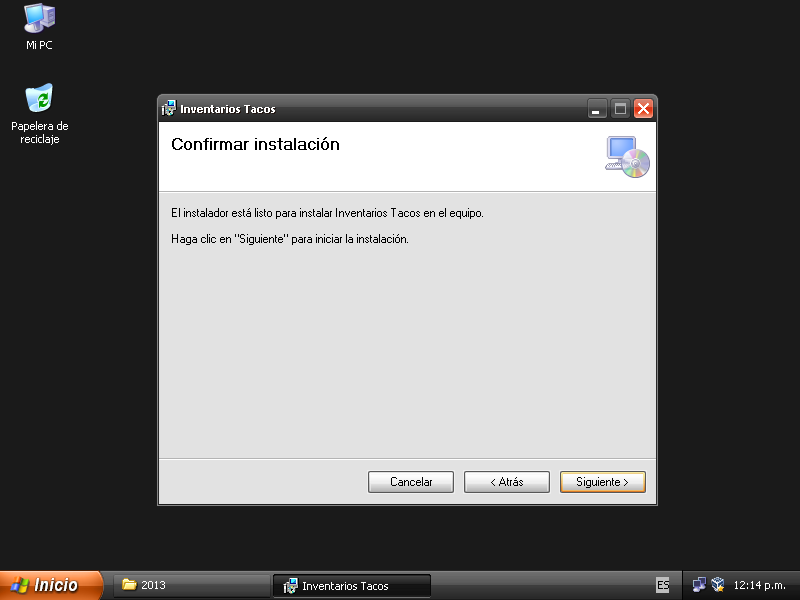 Mi PC
Papelera de
reciclaje
Inventarios Tacos
Confirmar instalación
El instalador está listo para instalar Inventarios Tacos en el equipo.
Haga clic en "Siguiente" para iniciar la instalación.
Cancelar
< Atrás
Siguiente >
Inicio
2013
Inventarios Tacos
ES
12:14 p.m.